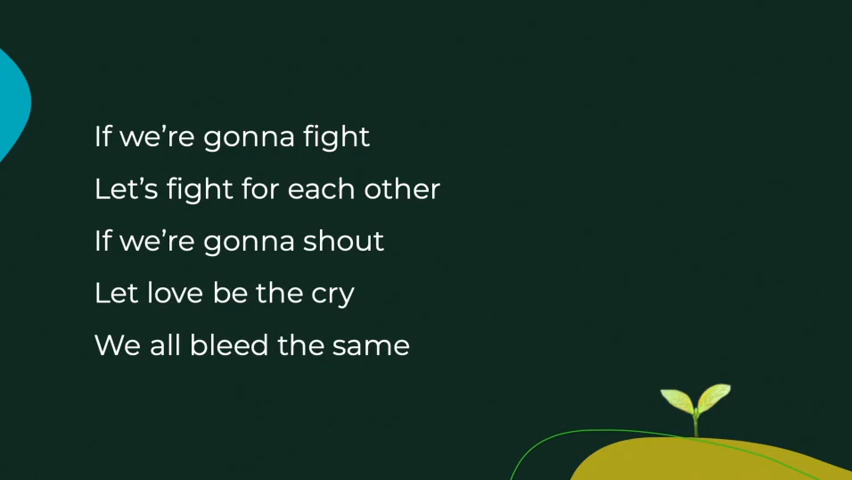 If we’re gonna fight
Let’s fight for each other
If we’re gonna shout
Let love be the cry
We all bleed the same